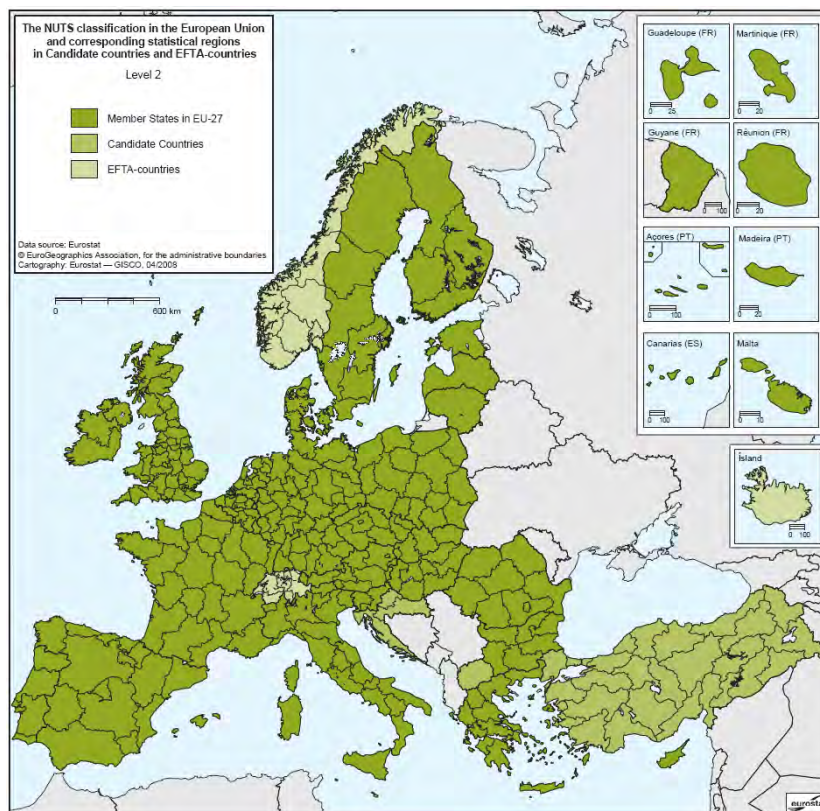 The NUTS classification in the European Union
and corresponding statistical regions
in Candidate countries and EFTA-countries
Level 2
Member States in EU-27
Candidate Countries
EFTA-countries
Data source: Eurostat
© EuroGeographics Association, for the administrative boundaries
Cartography: Eurostat — GISCO, 04/2008
0 600 km
Guadeloupe (FR)
0 25
Martinique (FR)
0 20
Guyane (FR)
0 100
Réunion (FR)
0 20
Açores (PT)
0 100
Madeira (PT)
0 20
Canarias (ES)
0 100
Malta
0 10
Ísland
0 100
eurostat